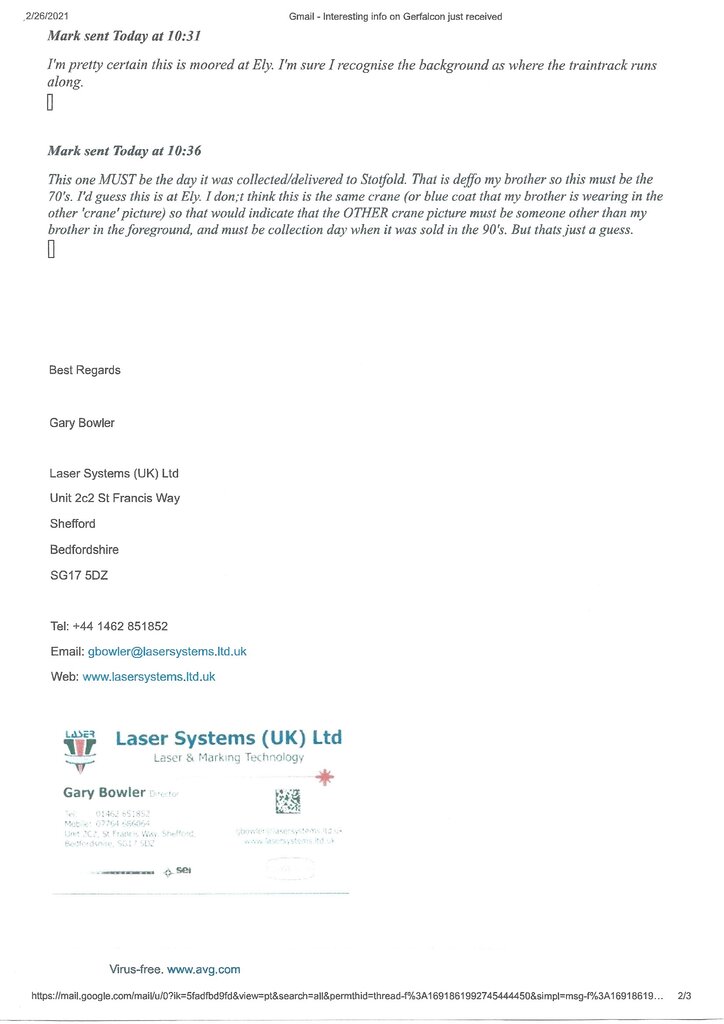 2/26/2021
Gmail - Interesting info on Gerfalcon just received
Mark sent Today at 10:31
I'm pretty certain this is moored at Ely. I'm sure I recognise the background as where the traintrack runs
along.
Mark sent Today at 10:36
This one MUST be the day it was collected/delivered to Stotfold. That is deffo my brother so this must be the
70's. I'd guess this is at Ely. I don;t think this is the same crane (or blue coat that my brother is wearing in the
other 'crane' picture) so that would indicate that the OTHER crane picture must be someone other than my
brother in the foreground, and must be collection day when it was sold in the 90's. But thats just a guess.
Best Regards
Gary Bowler
Laser Systems (UK) Ltd
Unit 2c2 St Francis Way
Shefford
Bedfordshire
SG17 5DZ
Tel: +44 1462 851852
Email: gbowler@lasersystems.ltd.uk
Web: www.lasersystems.ltd.uk
LASER
Laser Systems (UK) Ltd
Laser & Marking Technology
Gary Bowler Director
Tel: 01462 851852
Mobile: 07764 686064
Unit 2C2, St Francis Way, Shefford,
Bedfordshire, SG17 5DZ
gbowler@lasersystems.ltd.uk
www.lasersystems.ltd.uk
sei
Virus-free. www.avg.com
https://mail.google.com/mail/u/0?ik=5fadfbd9fd&view=pt&search=all&permthid=thread-f%3A1691861992745444450&simpl=msg-f%3A16918619... 2/3